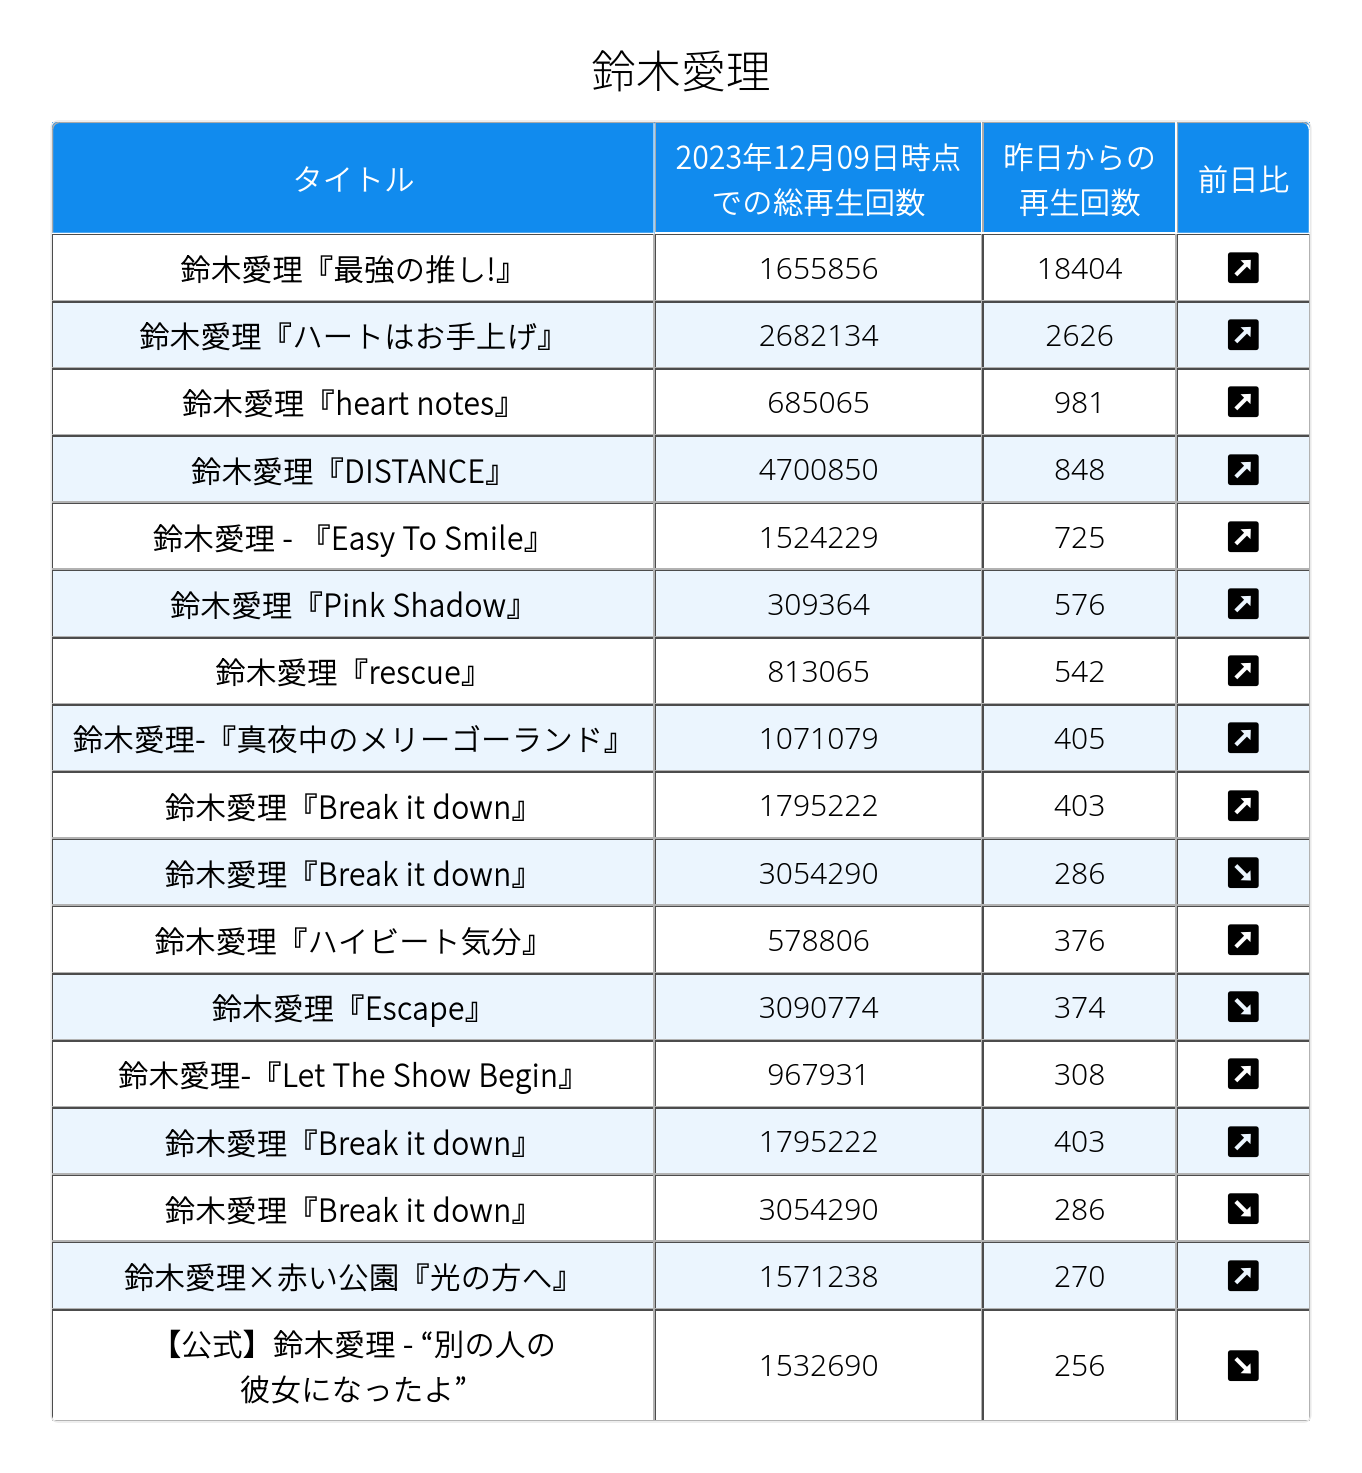 鈴木愛理
タイトル
2023年12月09日時点
での総再生回数
昨日からの
再生回数
前日比
鈴木愛理『最強の推し!』 1655856 18404
鈴木愛理『ハートはお手上げ』 2682134 2626
鈴木愛理『heart notes』 685065 981
鈴木愛理『DISTANCE』 4700850 848
鈴木愛理 - 『Easy To Smile』 1524229 725
鈴木愛理『Pink Shadow』 309364 576
鈴木愛理『rescue』 813065 542
鈴木愛理-『真夜中のメリーゴーランド』 1071079 405
鈴木愛理『Break it down』 1795222 403
鈴木愛理『Break it down』 3054290 286
鈴木愛理『ハイビート気分』 578806 376
鈴木愛理『Escape』 3090774 374
鈴木愛理-『Let The Show Begin』 967931 308
鈴木愛理『Break it down』 1795222 403
鈴木愛理『Break it down』 3054290 286
鈴木愛理×赤い公園『光の方へ』 1571238 270
【公式】鈴木愛理 - “別の人の
彼女になったよ” 1532690 256